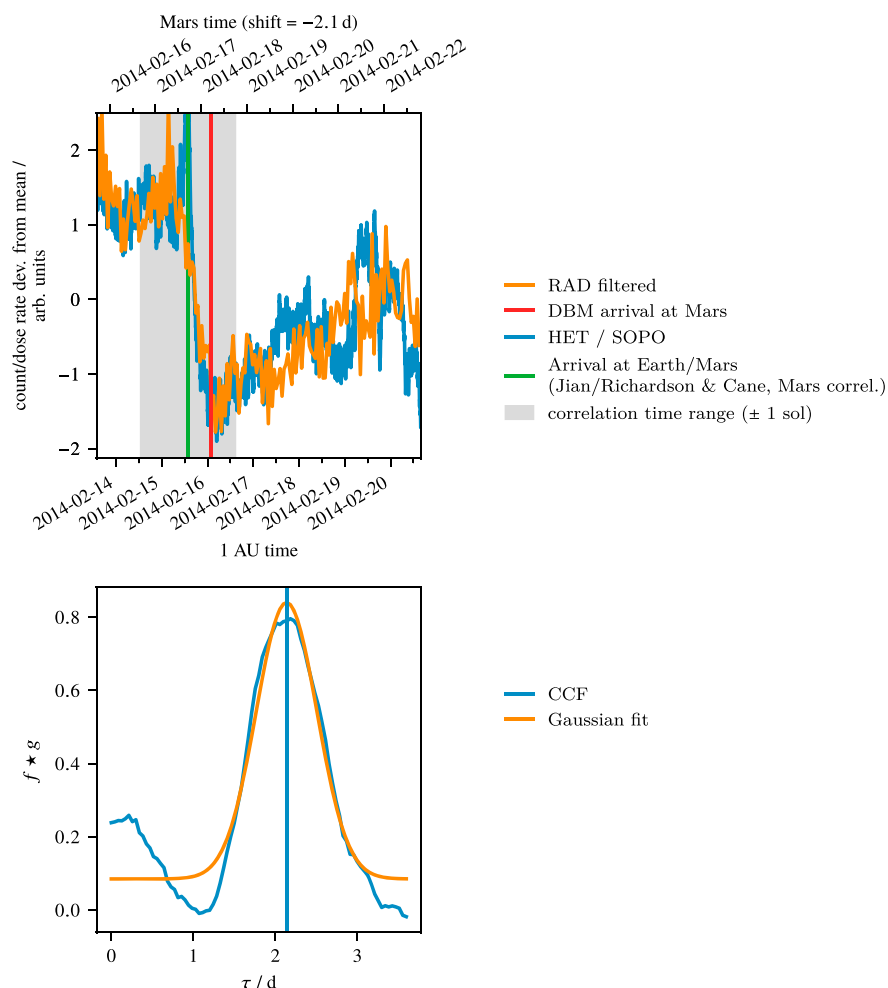 Mars time (shift = −2.1 d)
2014-02-16
2014-02-17
2014-02-18
2014-02-19
2014-02-20
2014-02-21
2014-02-22
count/dose rate dev. from mean /
arb. units
2
1
0
−1
−2
2014-02-14
2014-02-15
2014-02-16
2014-02-17
2014-02-18
2014-02-19
2014-02-20
1 AU time
RAD filtered
DBM arrival at Mars
HET / SOPO
Arrival at Earth/Mars
(Jian/Richardson & Cane, Mars correl.)
correlation time range (± 1 sol)
f ★ g
0.8
0.6
0.4
0.2
0.0
0
1
2
3
τ / d
CCF
Gaussian fit